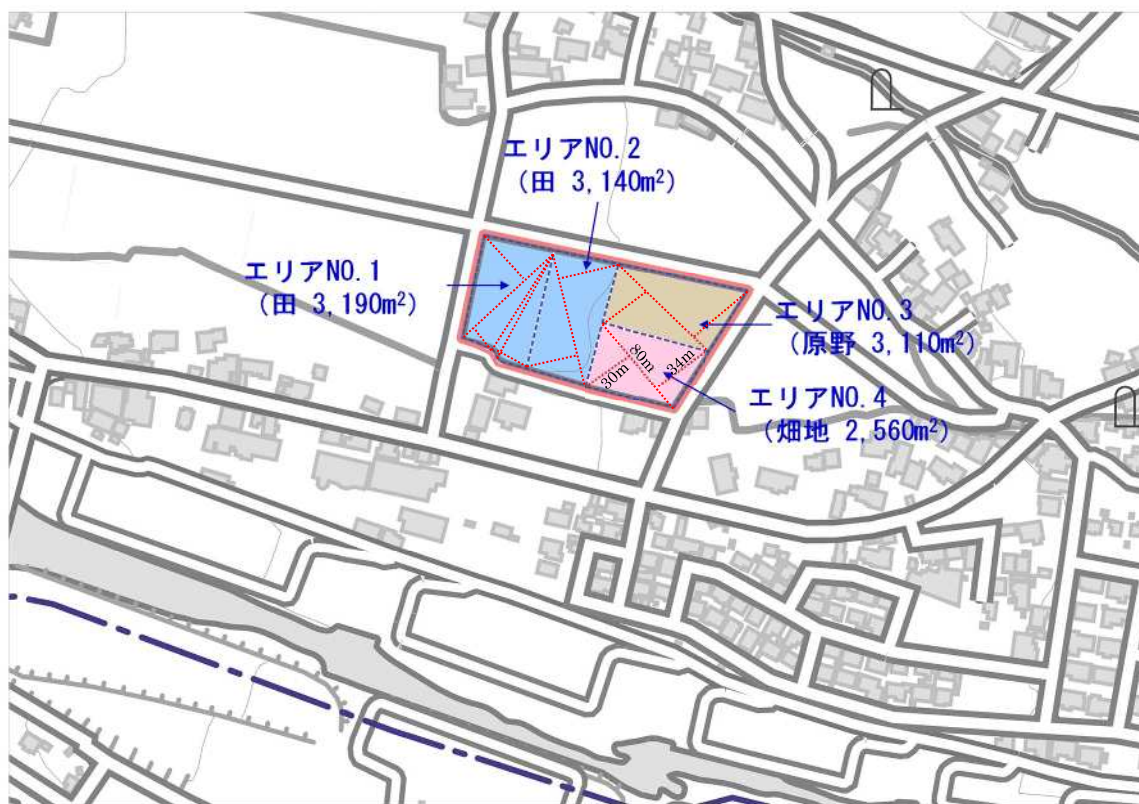 エリアNO.2
（田 3,140m²）
エリアNO.1
（田 3,190m²）
エリアNO.3
（原野 3,110m²）
80m
34m
30m
エリアNO.4
（畑地 2,560m²）